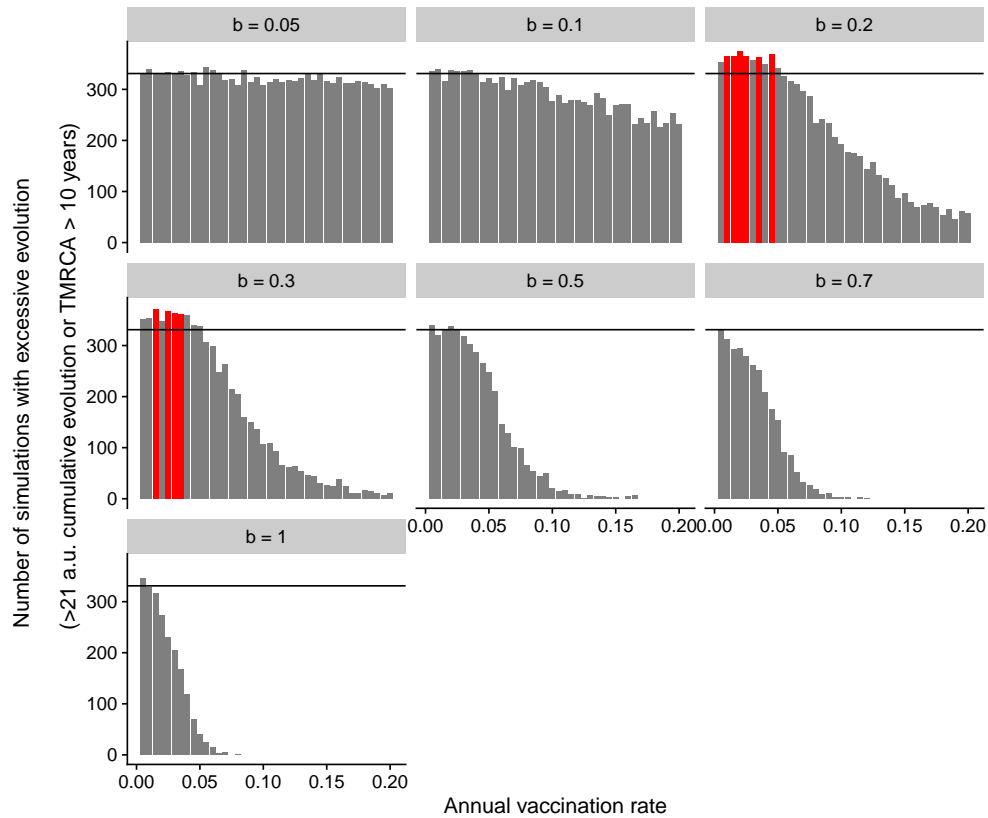 b = 0.05
b = 0.1
b = 0.2
300
200
100
0
b = 0.3
b = 0.5
b = 0.7
300
200
100
0
0.00 0.05 0.10 0.15 0.20
0.00 0.05 0.10 0.15 0.20
b = 1
300
200
100
0
0.00 0.05 0.10 0.15 0.20
Annual vaccination rate
Number of simulations with excessive evolution
(>21 a.u. cumulative evolution or TMRCA > 10 years)